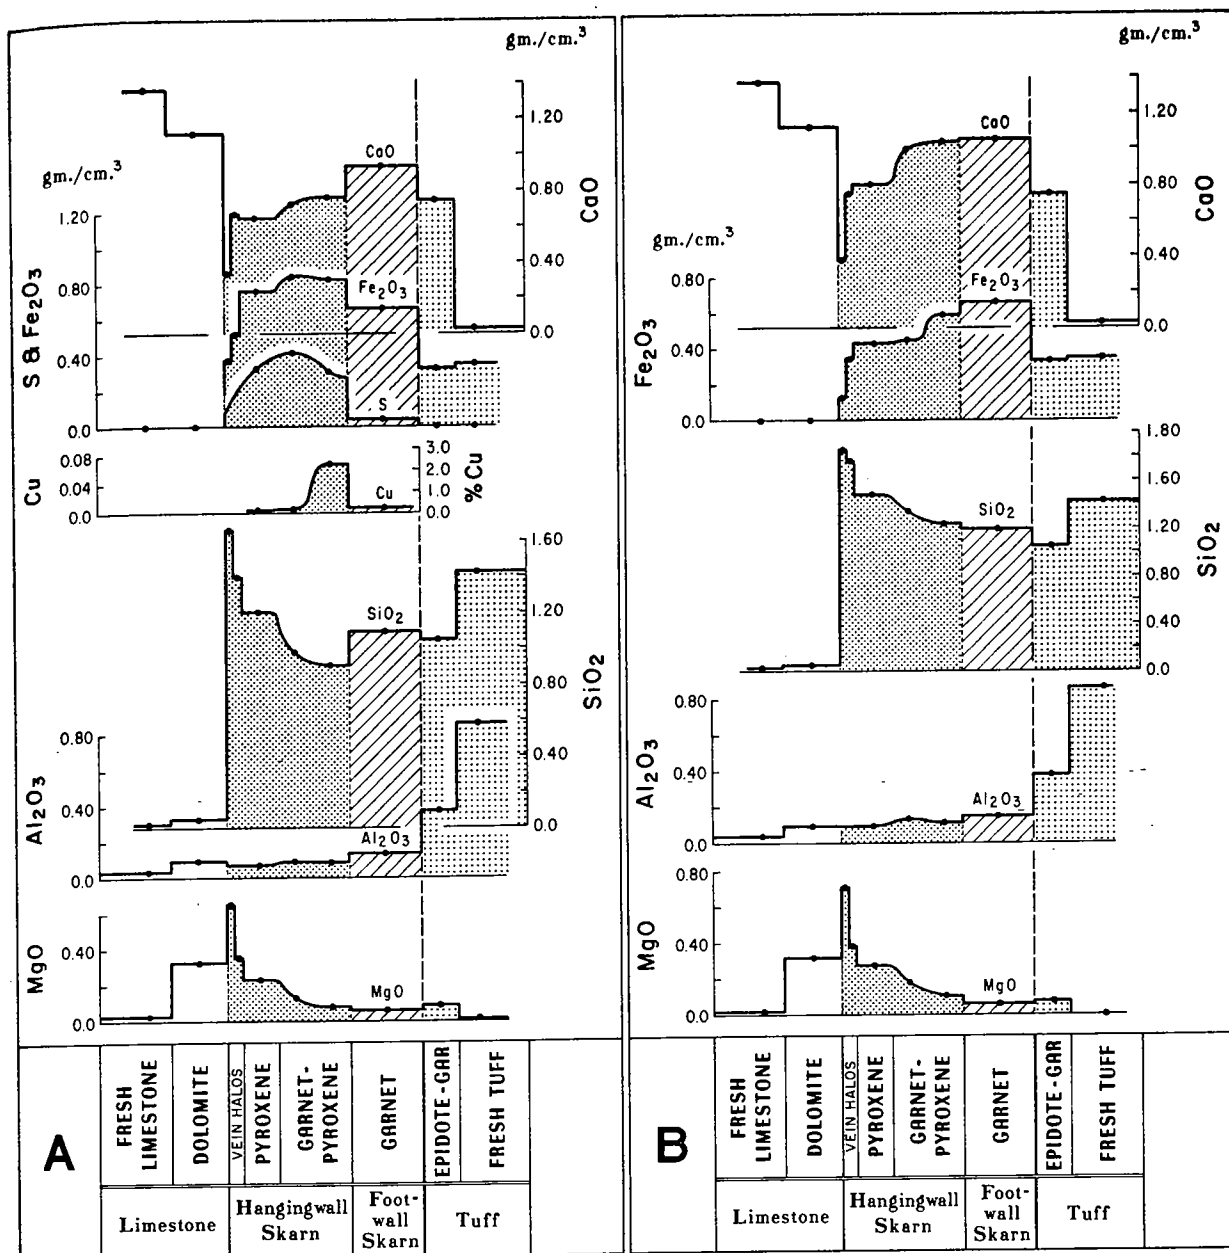 gm./cm.³
gm./cm.³
1.20
0.80
0.40
0.0
S & Fe₂O₃
CaO
Fe₂O₃
S
1.20
0.80
0.40
0.0
CaO
Cu
0.08
0.04
0.0
Cu
3.0
2.0
1.0
0.0
% Cu
SiO₂
1.60
1.20
0.80
0.40
0.0
SiO₂
Al₂O₃
0.80
0.40
0.0
Al₂O₃
MgO
0.40
0.0
MgO
A
FRESH
LIMESTONE
DOLOMITE
VEIN HALOS
PYROXENE
GARNET-
PYROXENE
GARNET
EPIDOTE-GAR
FRESH TUFF
Limestone
Hangingwall
Skarn
Foot-
wall
Skarn
Tuff
gm./cm.³
gm./cm.³
CaO
1.20
0.80
0.40
0.0
CaO
Fe₂O₃
0.80
0.40
0.0
Fe₂O₃
SiO₂
1.80
1.60
1.20
0.80
0.40
0.0
SiO₂
Al₂O₃
0.80
0.40
0.0
Al₂O₃
MgO
0.80
0.40
0.0
MgO
B
FRESH
LIMESTONE
DOLOMITE
VEIN HALOS
PYROXENE
GARNET-
PYROXENE
GARNET
EPIDOTE-GAR
FRESH TUFF
Limestone
Hangingwall
Skarn
Foot-
wall
Skarn
Tuff